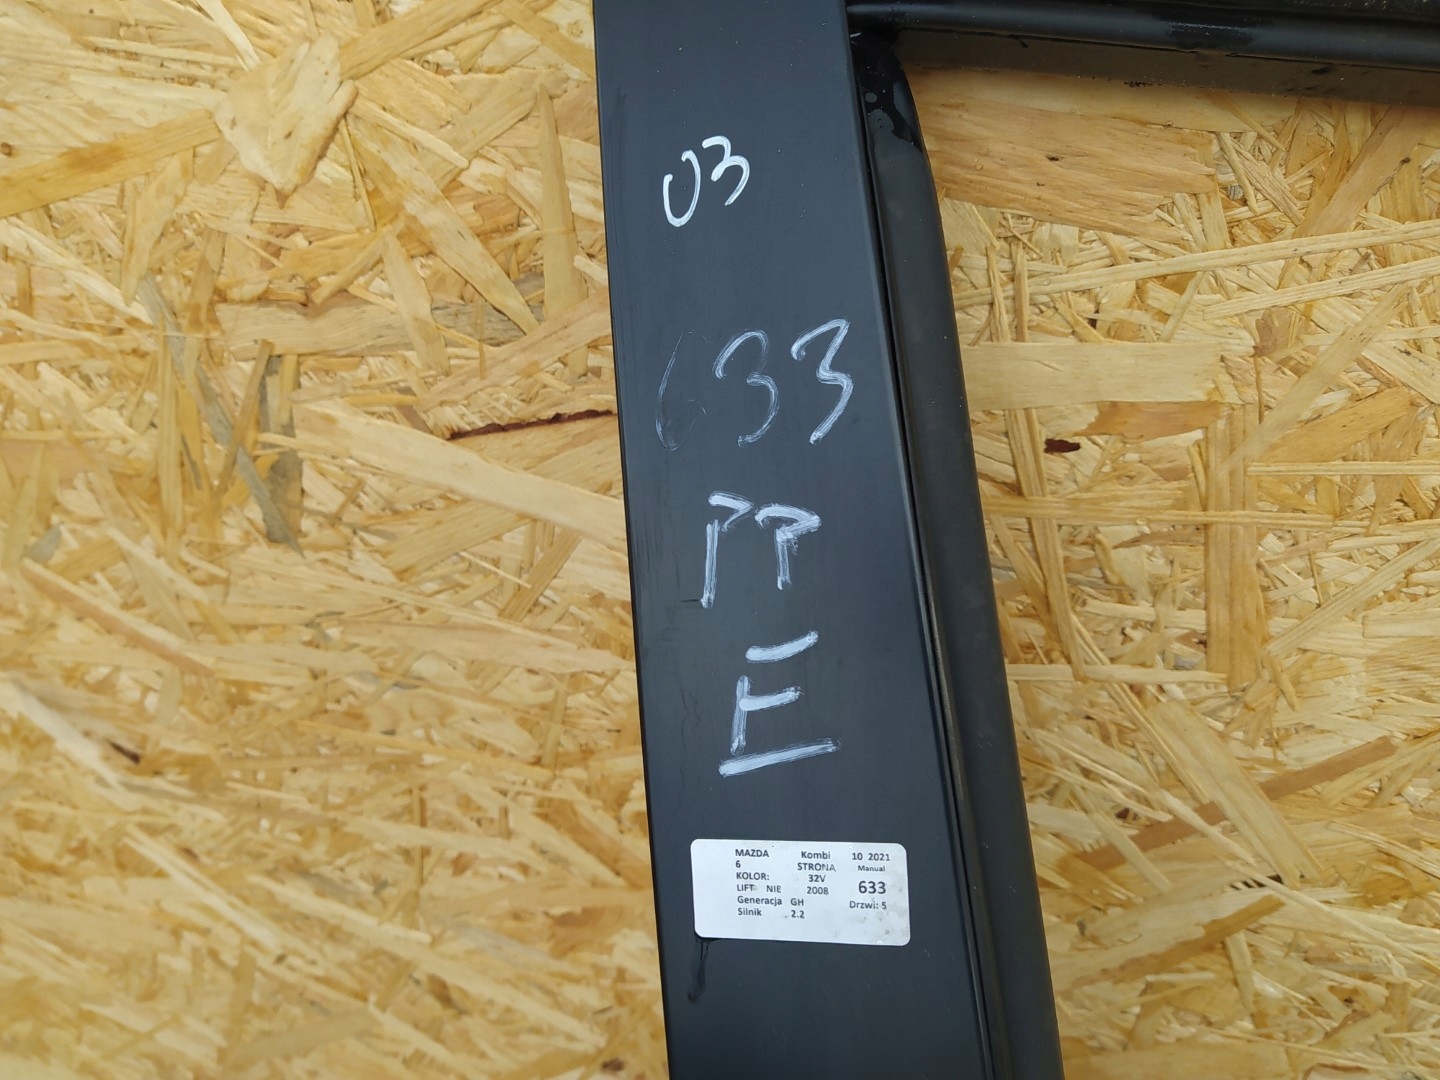 03
633
PP
E
MAZDA Kombi 10 2021
6 STRONA Manual
KOLOR: 32V
LIFT NIE 2008 633
Generacja GH Drzwi: 5
Silnik 2.2